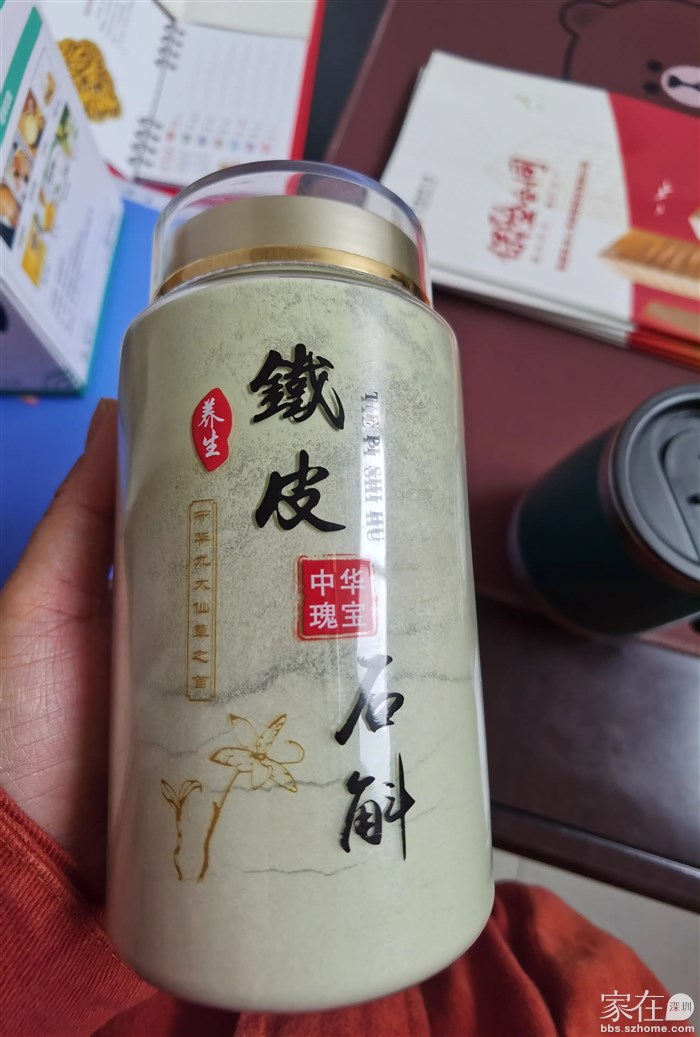 鐵皮
石斛
TIE PI SHI HU
养生
中华
瑰宝
中华九大仙草之首
家在深圳
bbs.szhome.com